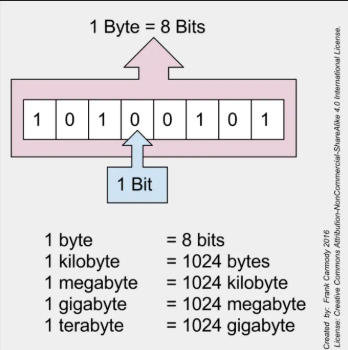 1 Byte = 8 Bits
1 0 1 0 0 1 0 1
1 Bit
1 byte = 8 bits
1 kilobyte = 1024 bytes
1 megabyte = 1024 kilobyte
1 gigabyte = 1024 megabyte
1 terabyte = 1024 gigabyte
Created by: Frank Carmody 2016
License: Creative Commons Attribution-NonCommercial-ShareAlike 4.0 International License.